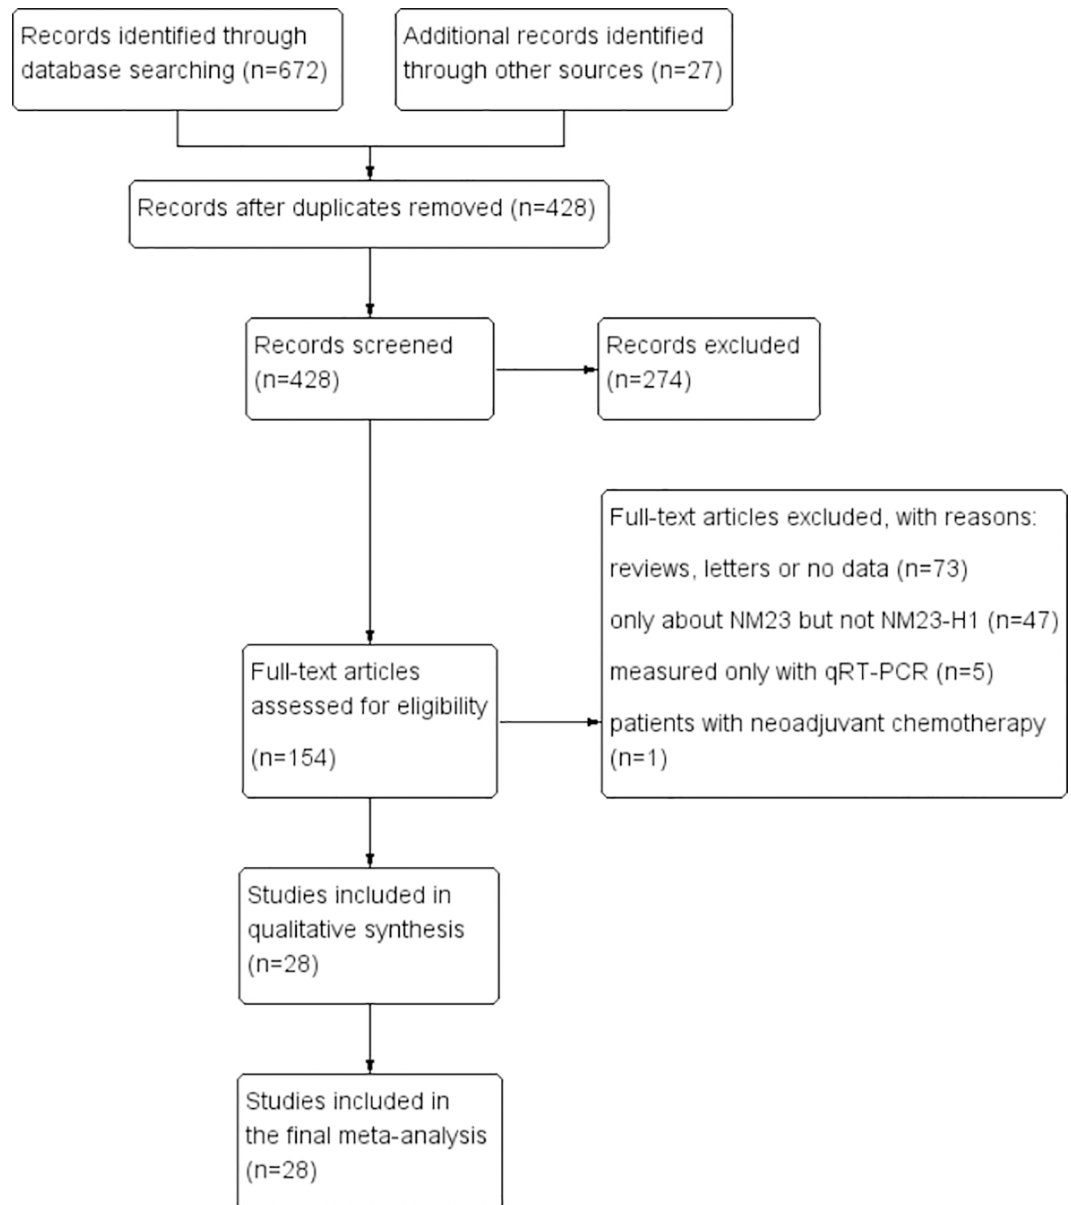 Records identified through
database searching (n=672)
Additional records identified
through other sources (n=27)
Records after duplicates removed (n=428)
Records screened
(n=428)
Records excluded
(n=274)
Full-text articles excluded, with reasons:
reviews, letters or no data (n=73)
only about NM23 but not NM23-H1 (n=47)
measured only with qRT-PCR (n=5)
patients with neoadjuvant chemotherapy
(n=1)
Full-text articles
assessed for eligibility
(n=154)
Studies included in
qualitative synthesis
(n=28)
Studies included in
the final meta-analysis
(n=28)